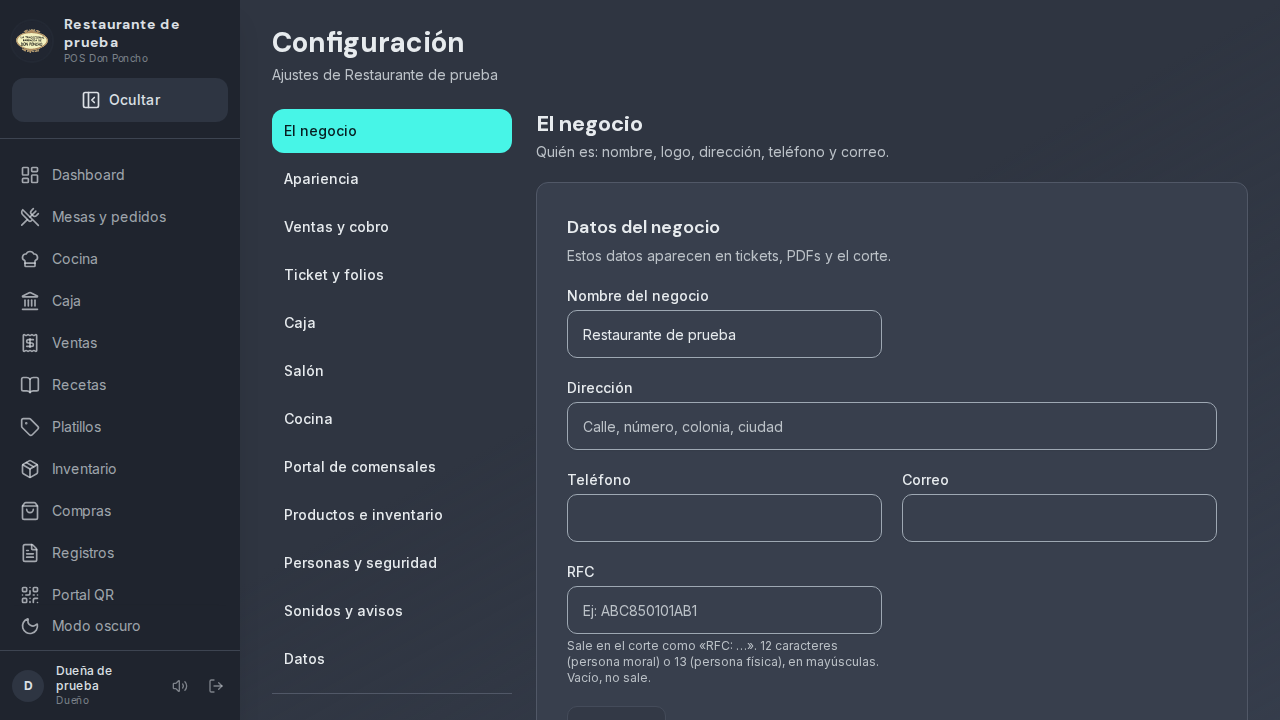 Restaurante de
prueba
POS Don Poncho
Ocultar
Dashboard
Mesas y pedidos
Cocina
Caja
Ventas
Recetas
Platillos
Inventario
Compras
Registros
Portal QR
Modo oscuro
D
Dueña de
prueba
Dueño
Configuración
Ajustes de Restaurante de prueba
El negocio
Apariencia
Ventas y cobro
Ticket y folios
Caja
Salón
Cocina
Portal de comensales
Productos e inventario
Personas y seguridad
Sonidos y avisos
Datos
El negocio
Quién es: nombre, logo, dirección, teléfono y correo.
Datos del negocio
Estos datos aparecen en tickets, PDFs y el corte.
Nombre del negocio
Restaurante de prueba
Dirección
Calle, número, colonia, ciudad
Teléfono
Correo
RFC
Ej: ABC850101AB1
Sale en el corte como «RFC: …». 12 caracteres
(persona moral) o 13 (persona física), en mayúsculas.
Vacío, no sale.